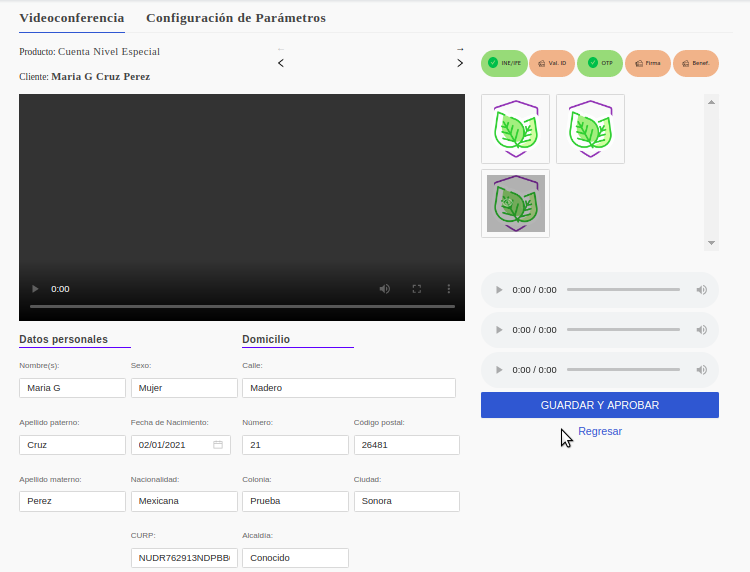 Videoconferencia Configuración de Parámetros
Producto: Cuenta Nivel Especial
Cliente: Maria G Cruz Perez
INE/IFE Val. ID OTP Firma Benef.
0:00
0:00 / 0:00
0:00 / 0:00
0:00 / 0:00
GUARDAR Y APROBAR
Regresar
Datos personales Domicilio
Nombre(s): Sexo: Calle:
Maria G Mujer Madero
Apellido paterno: Fecha de Nacimiento: Número: Código postal:
Cruz 02/01/2021 21 26481
Apellido materno: Nacionalidad: Colonia: Ciudad:
Perez Mexicana Prueba Sonora
CURP: Alcaldía:
NUDR762913NDPBB Conocido